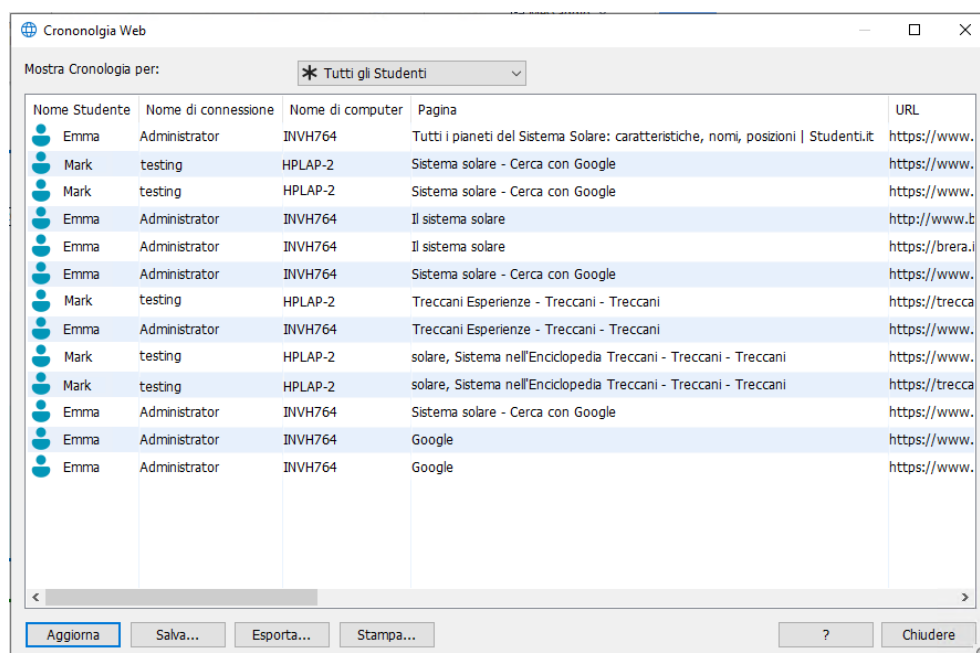 Crononolgia Web
Mostra Cronologia per: Tutti gli Studenti
Nome Studente Nome di connessione Nome di computer Pagina URL
Emma Administrator INVH764 Tutti i pianeti del Sistema Solare: caratteristiche, nomi, posizioni | Studenti.it https://www.
Mark testing HPLAP-2 Sistema solare - Cerca con Google https://www.
Mark testing HPLAP-2 Sistema solare - Cerca con Google https://www.
Emma Administrator INVH764 Il sistema solare http://www.b
Emma Administrator INVH764 Il sistema solare https://brera.i
Emma Administrator INVH764 Sistema solare - Cerca con Google https://www.
Mark testing HPLAP-2 Treccani Esperienze - Treccani - Treccani https://trecca
Emma Administrator INVH764 Treccani Esperienze - Treccani - Treccani https://www.
Mark testing HPLAP-2 solare, Sistema nell'Enciclopedia Treccani - Treccani - Treccani https://www.
Mark testing HPLAP-2 solare, Sistema nell'Enciclopedia Treccani - Treccani - Treccani https://trecca
Emma Administrator INVH764 Sistema solare - Cerca con Google https://www.
Emma Administrator INVH764 Google https://www.
Emma Administrator INVH764 Google https://www.
Aggiorna Salva... Esporta... Stampa... ? Chiudere